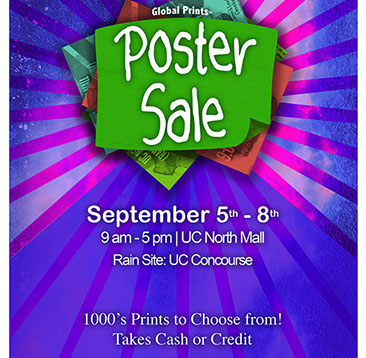 Global Prints™
Poster
Sale
September 5th - 8th
9 am - 5 pm | UC North Mall
Rain Site: UC Concourse
1000's Prints to Choose from!
Takes Cash or Credit